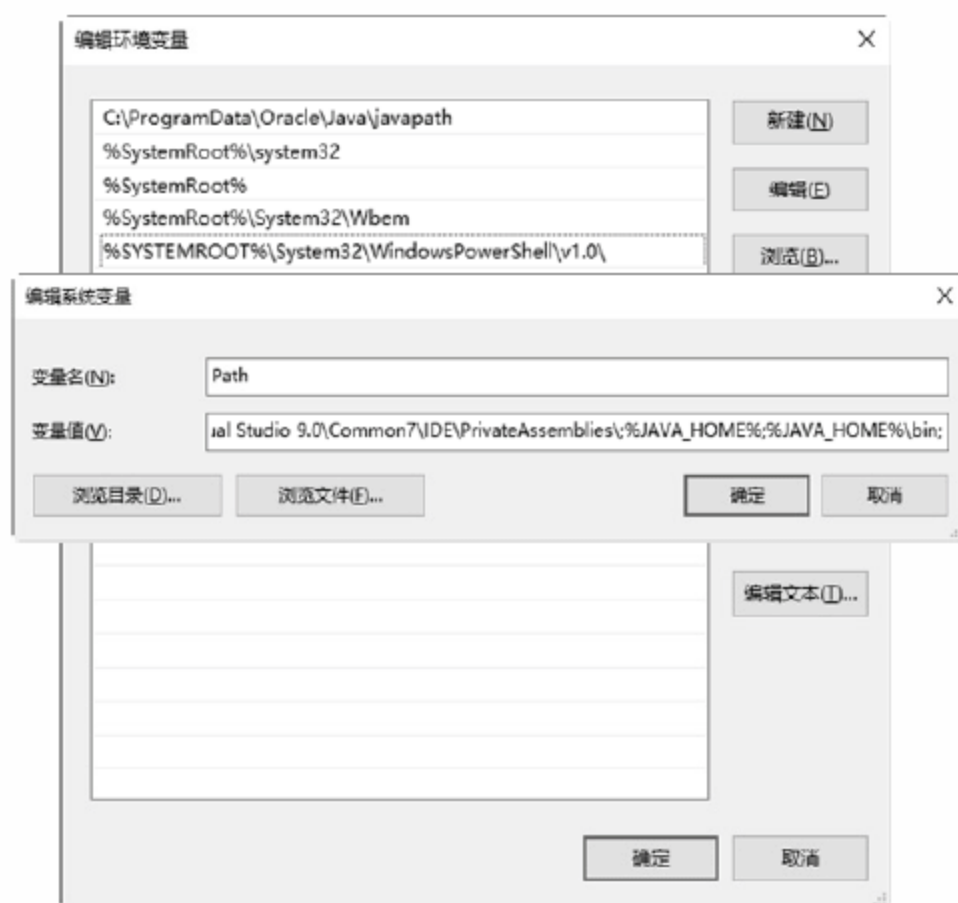 编辑环境变量
C:\ProgramData\Oracle\Java\javapath
新建(N)
%SystemRoot%\system32
%SystemRoot%
编辑(E)
%SystemRoot%\System32\Wbem
%SYSTEMROOT%\System32\WindowsPowerShell\v1.0\
浏览(B)...
编辑系统变量
变量名(N):
Path
变量值(V):
ual Studio 9.0\Common7\IDE\PrivateAssemblies\;%JAVA_HOME%;%JAVA_HOME%\bin;
浏览目录(D)...
浏览文件(F)...
确定
取消
编辑文本(T)...
确定
取消